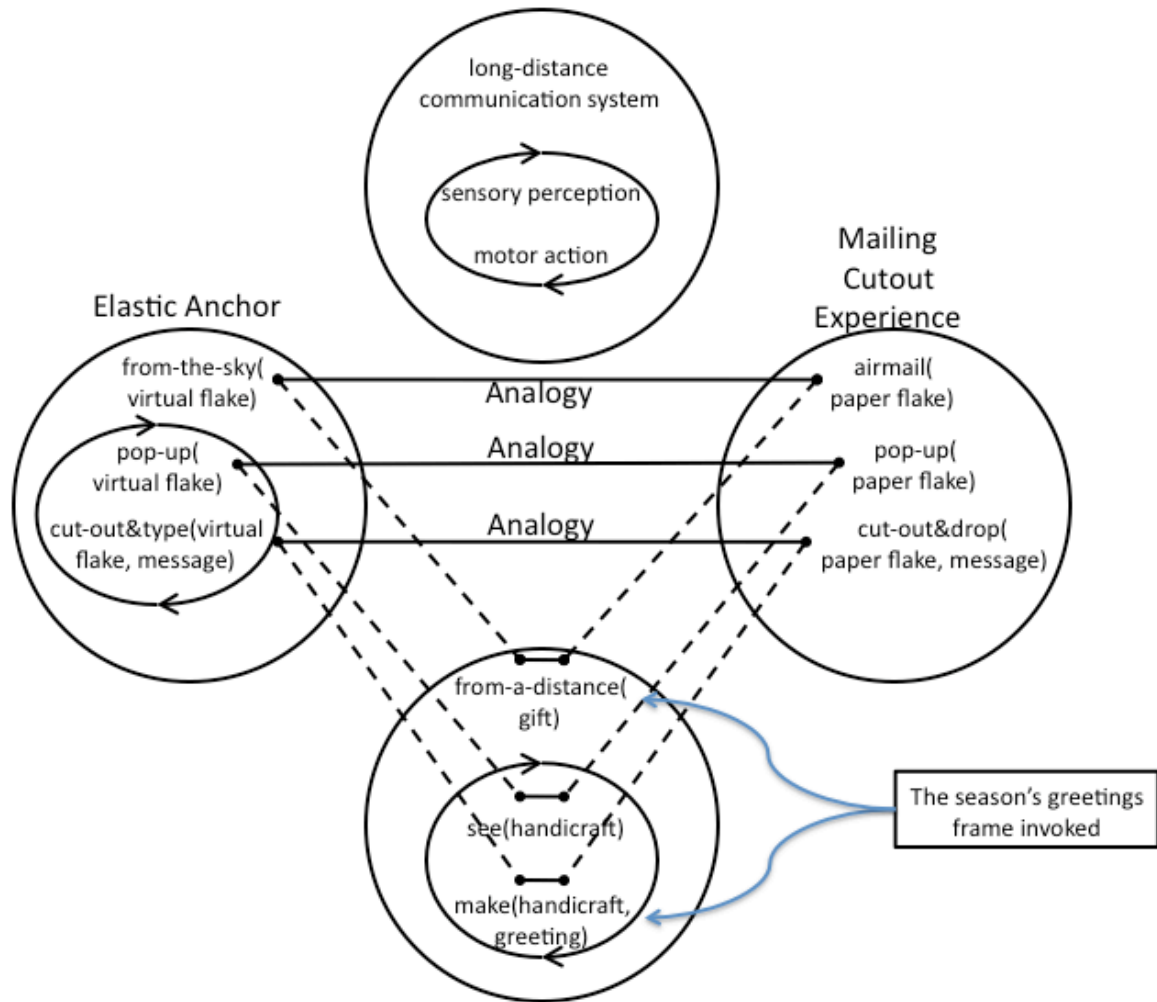 long-distance
communication system
sensory perception
motor action
Mailing
Cutout
Experience
Elastic Anchor
from-the-sky(
virtual flake)
pop-up(
virtual flake)
cut-out&type(virtual
flake, message)
Analogy
Analogy
Analogy
airmail(
paper flake)
pop-up(
paper flake)
cut-out&drop(
paper flake, message)
from-a-distance(
gift)
see(handicraft)
make(handicraft,
greeting)
The season's greetings
frame invoked